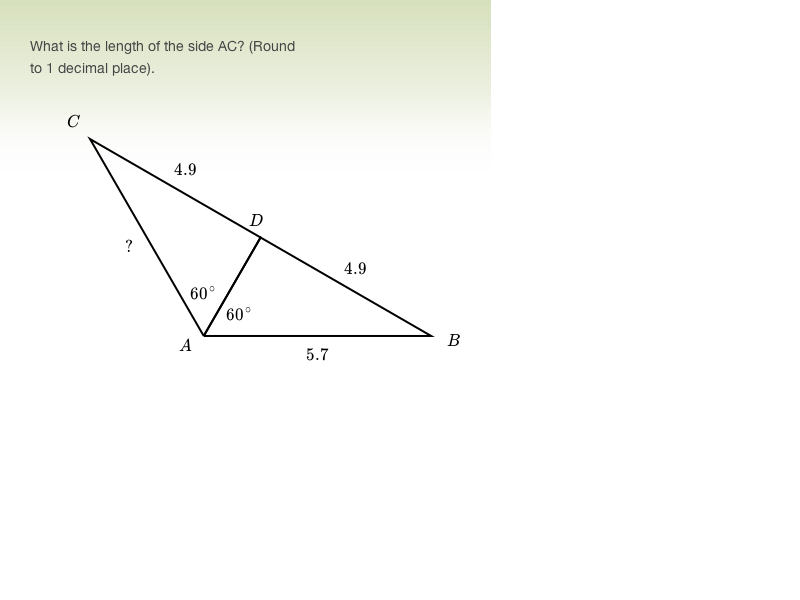 What is the length of the side AC? (Round
to 1 decimal place).
C
4.9
D
?
4.9
60°
60°
A
B
5.7